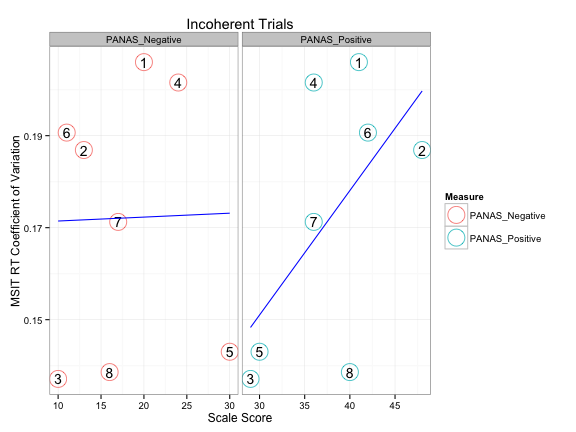 Incoherent Trials
PANAS_Negative PANAS_Positive
MSIT RT Coefficient of Variation
0.19
0.17
0.15
1
4
6
2
7
5
3
8
1
4
6
2
7
5
3
8
10 15 20 25 30 30 35 40 45
Scale Score
Measure
PANAS_Negative
PANAS_Positive